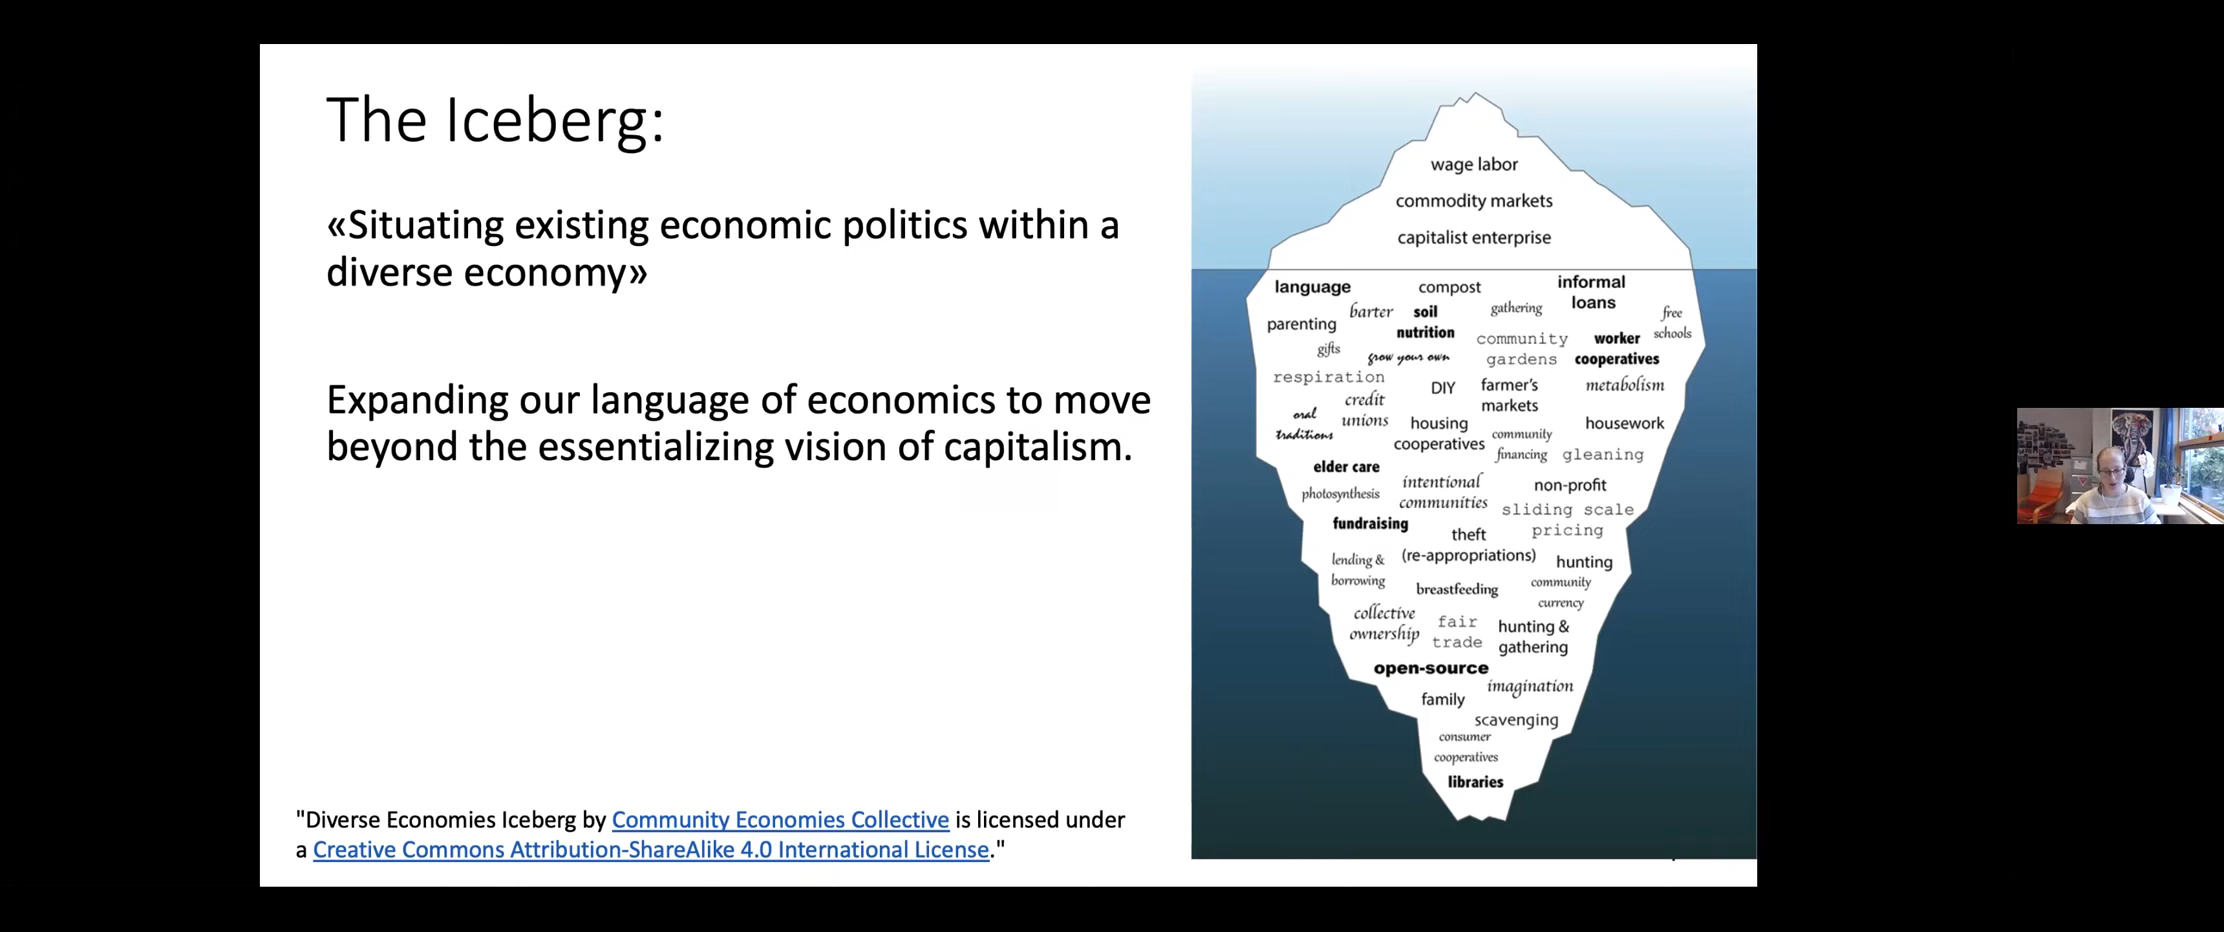 The Iceberg:
«Situating existing economic politics within a
diverse economy»
Expanding our language of economics to move
beyond the essentializing vision of capitalism.
"Diverse Economies Iceberg by Community Economies Collective is licensed under
a Creative Commons Attribution-ShareAlike 4.0 International License."
wage labor
commodity markets
capitalist enterprise
language
compost
informal
loans
barter
soil
nutrition
gathering
free
schools
parenting
gifts
grow your own
community
gardens
worker
cooperatives
respiration
DIY
farmer's
markets
metabolism
credit
unions
oral
traditions
housing
cooperatives
community
financing
housework
gleaning
elder care
photosynthesis
intentional
communities
non-profit
sliding scale
pricing
fundraising
theft
(re-appropriations)
hunting
lending &
borrowing
breastfeeding
community
currency
collective
ownership
fair
trade
hunting &
gathering
open-source
imagination
family
scavenging
consumer
cooperatives
libraries